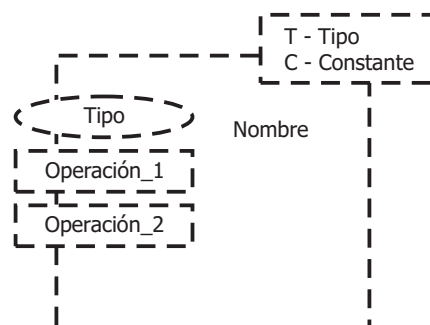 T - Tipo
C - Constante
Tipo
Nombre
Operación_1
Operación_2